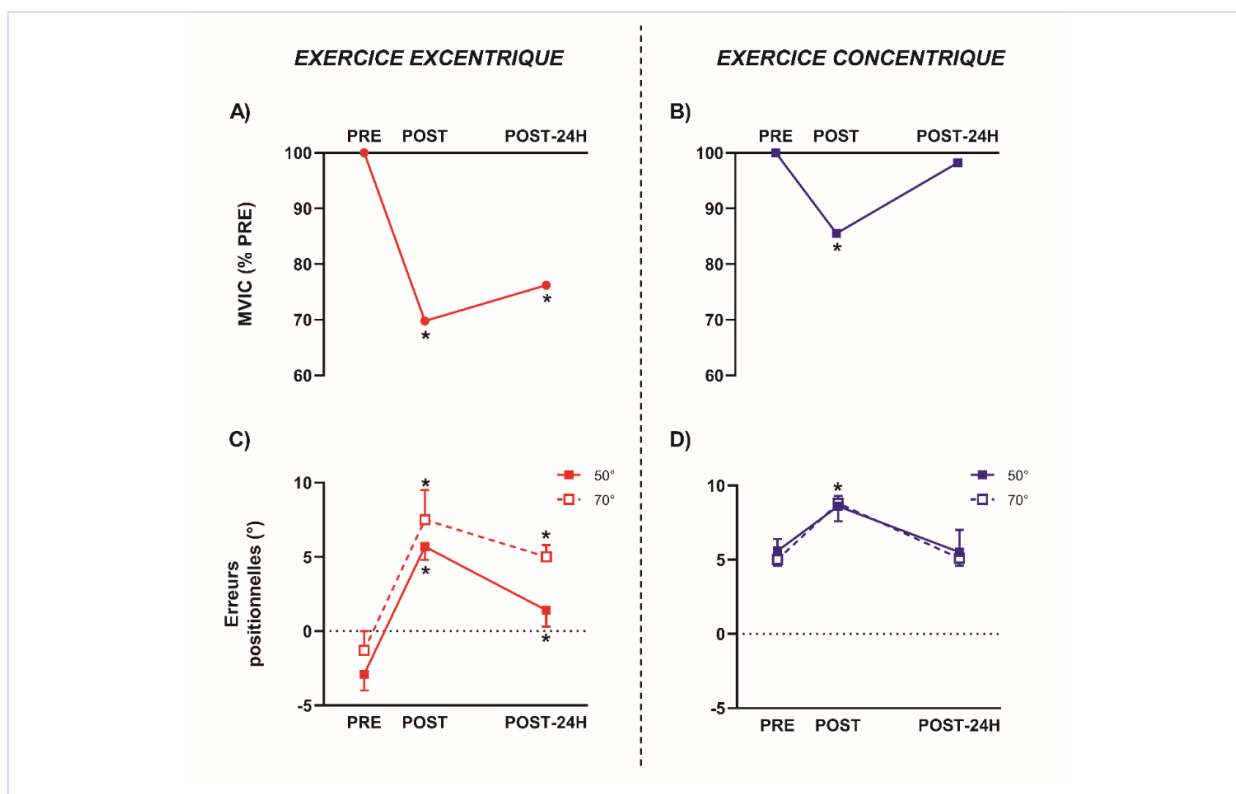 EXERCICE EXCENTRIQUE
EXERCICE CONCENTRIQUE
A)
PRE POST POST-24H
100
90
80
70
60
MVIC (% PRE)
*
*
B)
PRE POST POST-24H
100
90
80
70
60
*
C)
50°
70°
10
5
0
-5
Erreurs
positionnelles (°)
*
*
*
*
PRE POST POST-24H
D)
50°
70°
10
5
0
-5
*
PRE POST POST-24H